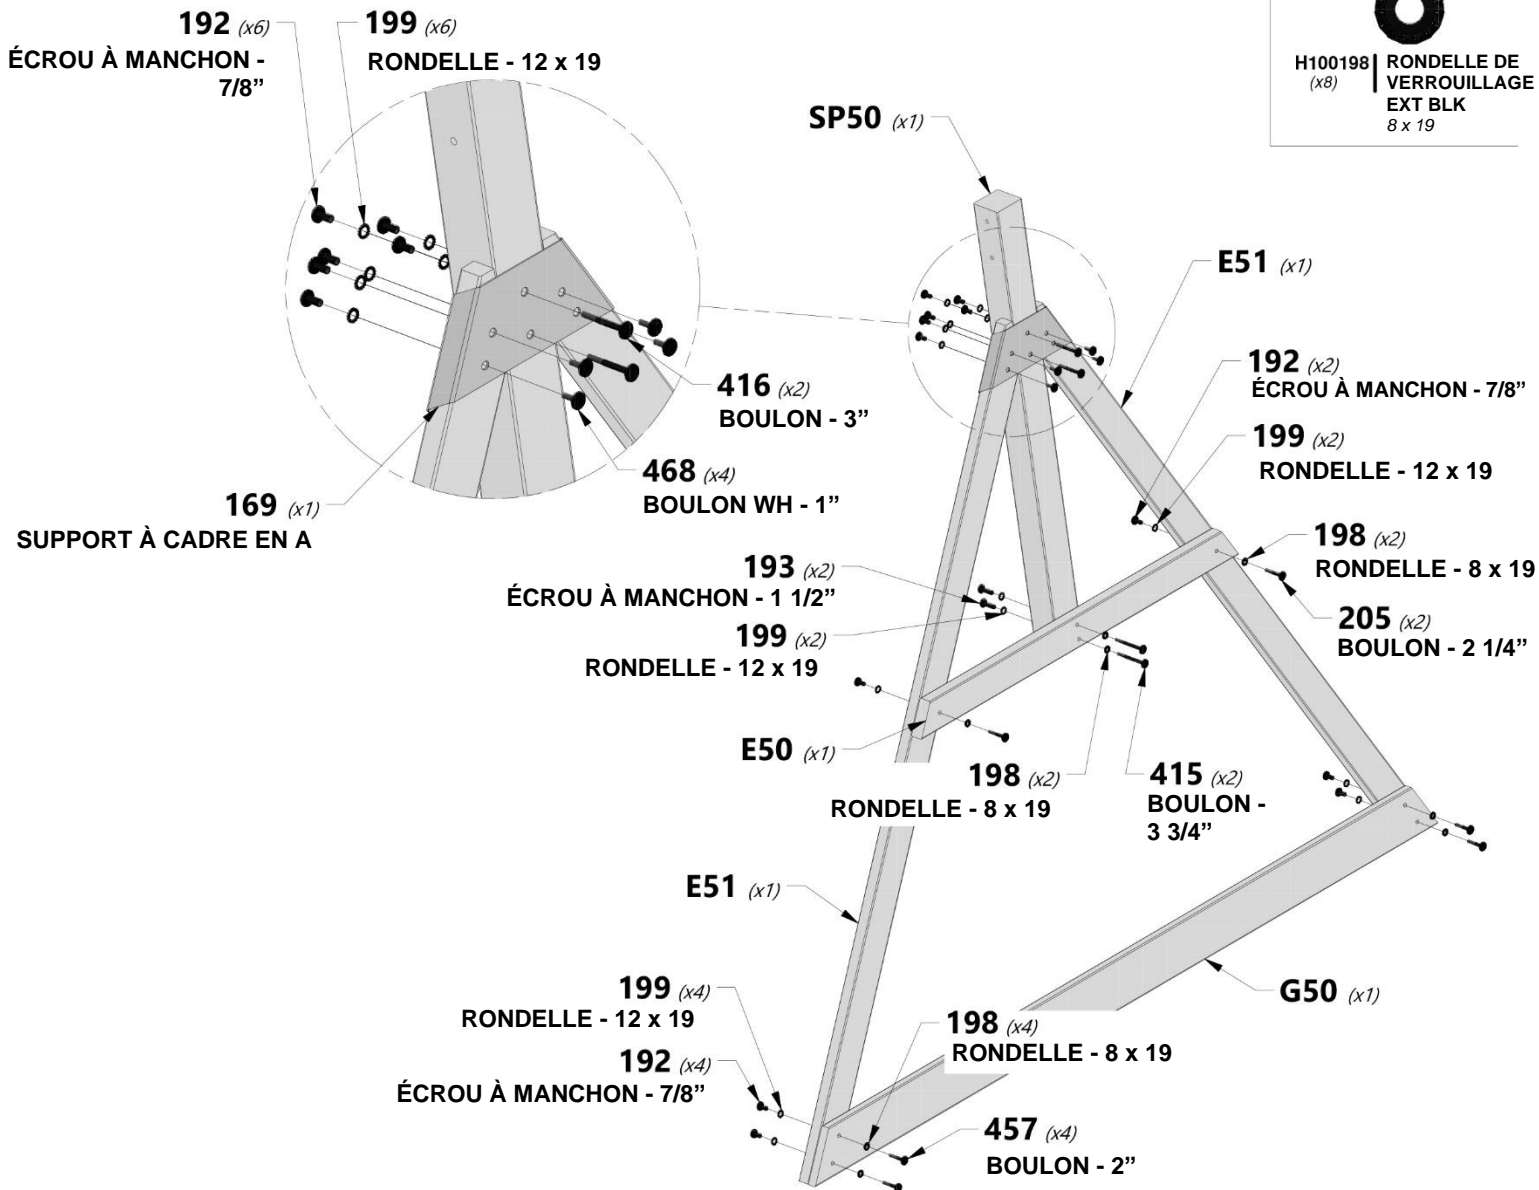 192 (x6)
ÉCROU À MANCHON -
7/8”
199 (x6)
RONDELLE - 12 x 19
H100198
(x8)
RONDELLE DE
VERROUILLAGE
EXT BLK
8 x 19
SP50 (x1)
E51 (x1)
192 (x2)
ÉCROU À MANCHON - 7/8”
199 (x2)
RONDELLE - 12 x 19
416 (x2)
BOULON - 3”
468 (x4)
BOULON WH - 1”
169 (x1)
SUPPORT À CADRE EN A
198 (x2)
RONDELLE - 8 x 19
205 (x2)
BOULON - 2 1/4”
193 (x2)
ÉCROU À MANCHON - 1 1/2”
199 (x2)
RONDELLE - 12 x 19
E50 (x1)
198 (x2)
RONDELLE - 8 x 19
415 (x2)
BOULON -
3 3/4”
E51 (x1)
G50 (x1)
199 (x4)
RONDELLE - 12 x 19
192 (x4)
ÉCROU À MANCHON - 7/8”
198 (x4)
RONDELLE - 8 x 19
457 (x4)
BOULON - 2”